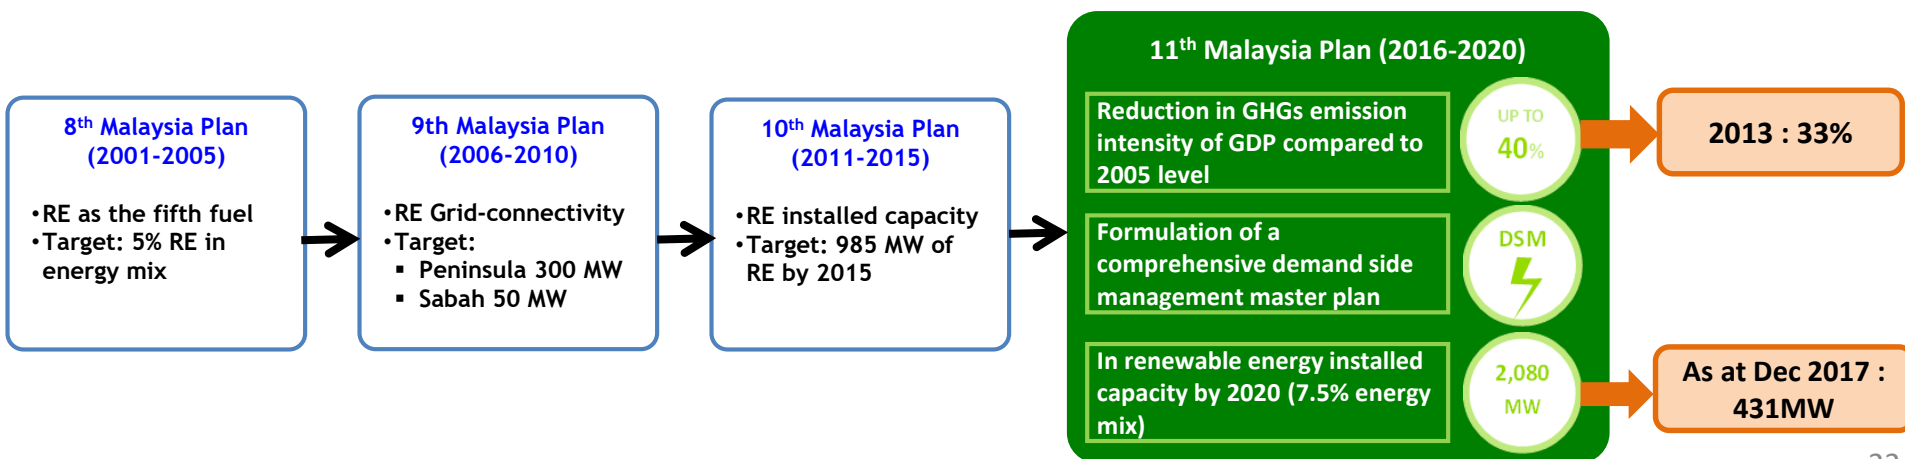 8th Malaysia Plan
(2001-2005)
•RE as the fifth fuel
•Target: 5% RE in
energy mix
9th Malaysia Plan
(2006-2010)
•RE Grid-connectivity
•Target:
▪ Peninsula 300 MW
▪ Sabah 50 MW
10th Malaysia Plan
(2011-2015)
•RE installed capacity
•Target: 985 MW of
RE by 2015
11th Malaysia Plan (2016-2020)
Reduction in GHGs emission
intensity of GDP compared to
2005 level
UP TO
40%
2013 : 33%
Formulation of a
comprehensive demand side
management master plan
DSM
In renewable energy installed
capacity by 2020 (7.5% energy
mix)
2,080
MW
As at Dec 2017 :
431MW